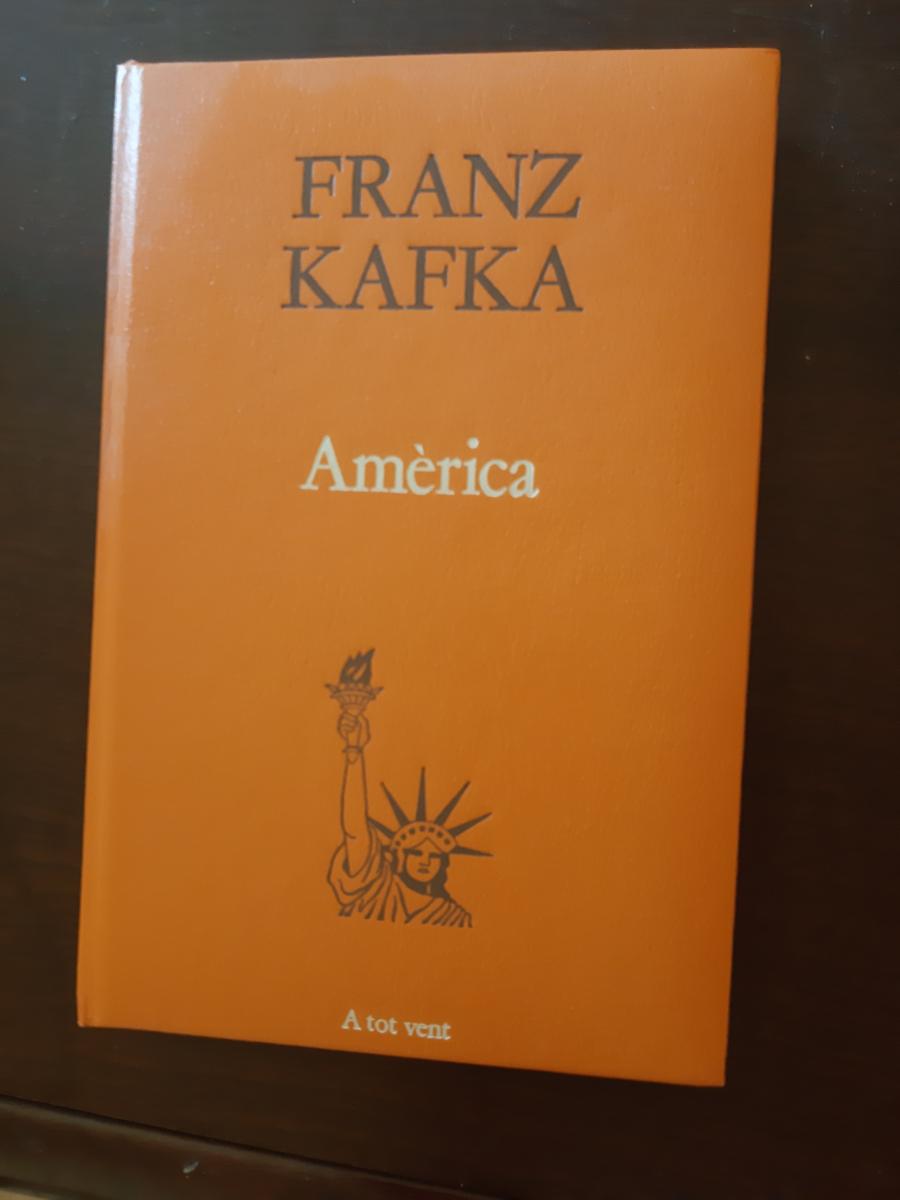 FRANZ
KAFKA
Amèrica
A tot vent